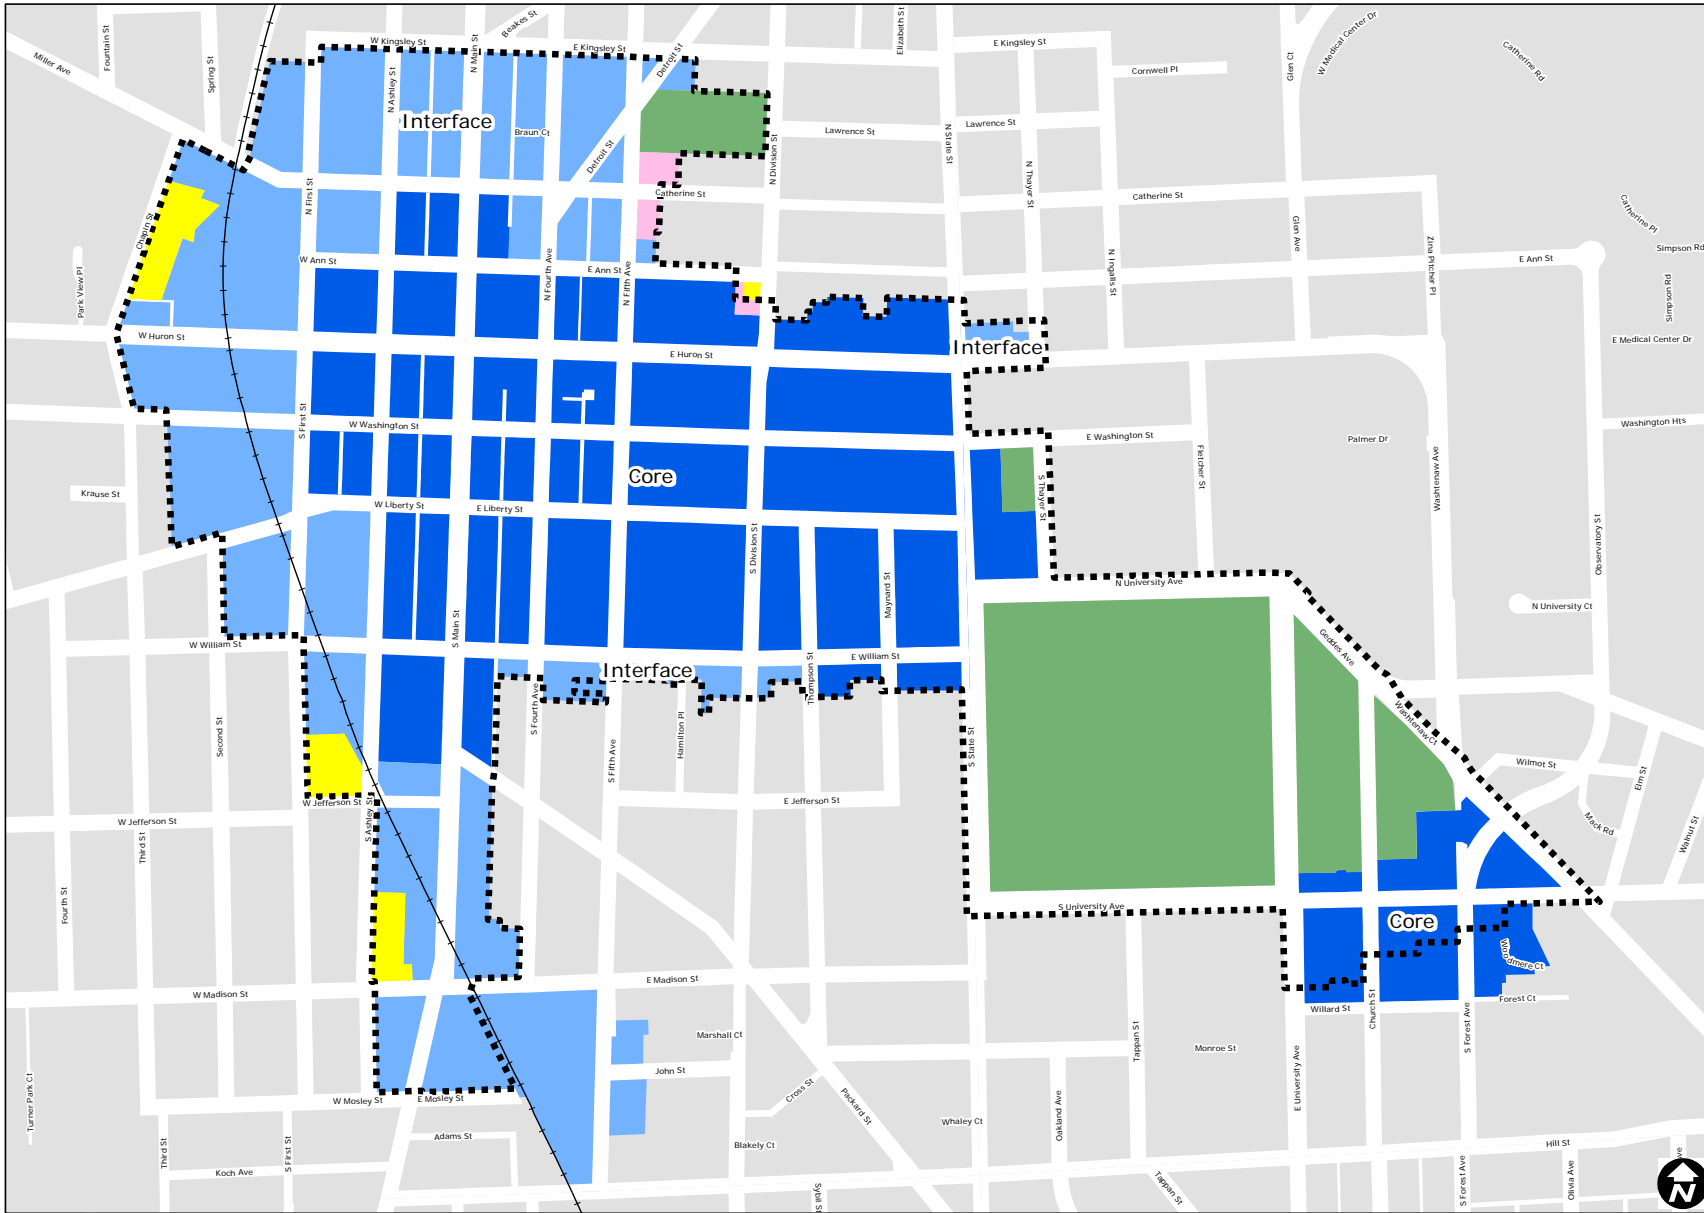 Beakes St
Elizabeth St
Fountain St
W Kingsley St
N Main St
E Kingsley St
E Kingsley St
W Medical Center Dr
Catherine Rd
Miller Ave
Spring St
Detroit St
Glen Ct
Cornwell Pl
N Ashley St
Interface
Braun Ct
Lawrence St
Lawrence St
N State St
N Division St
Detroit St
N First St
Catherine St
N Thayer St
Catherine St
Chapin St
Catherine Pl
Glen Ave
Simpson Rd
W Ann St
N Fourth Ave
E Ann St
N Fifth Ave
N Ingalls St
Zina Pitcher Pl
E Ann St
Park View Pl
Simpson Rd
W Huron St
E Huron St
Interface
E Medical Center Dr
S First St
W Washington St
E Washington St
Palmer Dr
Washington Hts
Core
Fletcher St
Washtenaw Ave
Krause St
S Thayer St
W Liberty St
E Liberty St
S Division St
Observatory St
Maynard St
N University Ave
N University Ct
S Main St
W William St
Geddes Ave
E William St
Interface
Thompson St
S Fourth Ave
Second St
Hamilton Pl
S Fifth Ave
S State St
Washtenaw Ct
Wilmot St
Elm St
W Jefferson St
E Jefferson St
W Jefferson St
S Ashley St
Third St
Mack Rd
Walnut St
Fourth St
S University Ave
Core
Woodmere Ct
E Madison St
W Madison St
Forest Ct
Willard St
Church St
S Forest Ave
Marshall Ct
Tappan St
Monroe St
John St
Turner Park Ct
Cross St
E University Ave
W Mosley St
E Mosley St
Packard St
Oakland Ave
Whaley Ct
Adams St
Blakely Ct
Third St
S First St
Hill St
Koch Ave
Sybil St
Tappan St
S Forest Ave
Olivia Ave
ve
N